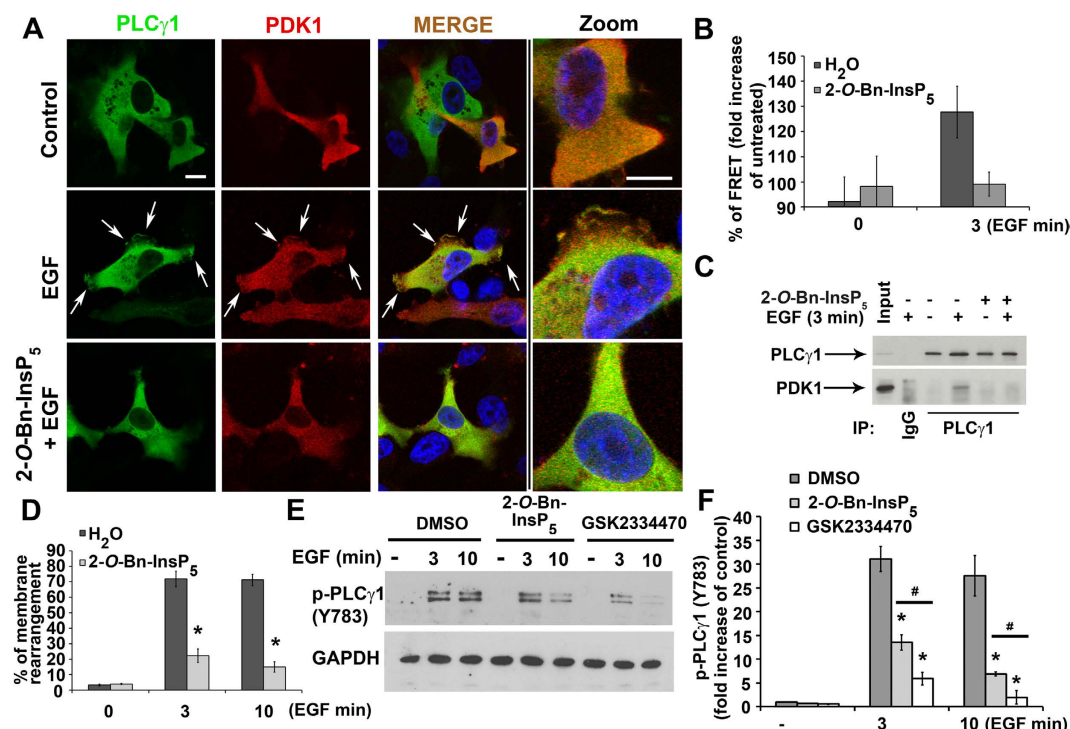 A
PLCγ1
PDK1
MERGE
Zoom
Control
EGF
2-O-Bn-InsP5
+ EGF
B
% of FRET (fold increase
of untreated)
150
140
130
120
110
100
90
H2O
2-O-Bn-InsP5
0
3 (EGF min)
C
2-O-Bn-InsP5 - - - + +
EGF (3 min) + - + - +
Input
PLCγ1
PDK1
IP:
IgG
PLCγ1
D
% of membrane
rearrangement
90
80
70
60
50
40
30
20
10
0
H2O
2-O-Bn-InsP5
*
*
0
3
10
(EGF min)
E
DMSO
2-O-Bn-
InsP5
GSK2334470
EGF (min) - 3 10 - 3 10 - 3 10
p-PLCγ1
(Y783)
GAPDH
F
p-PLCγ1 (Y783)
(fold increase of control)
40
35
30
25
20
15
10
5
0
DMSO
2-O-Bn-InsP5
GSK2334470
#
*
*
#
*
*
-
3
10 (EGF min)